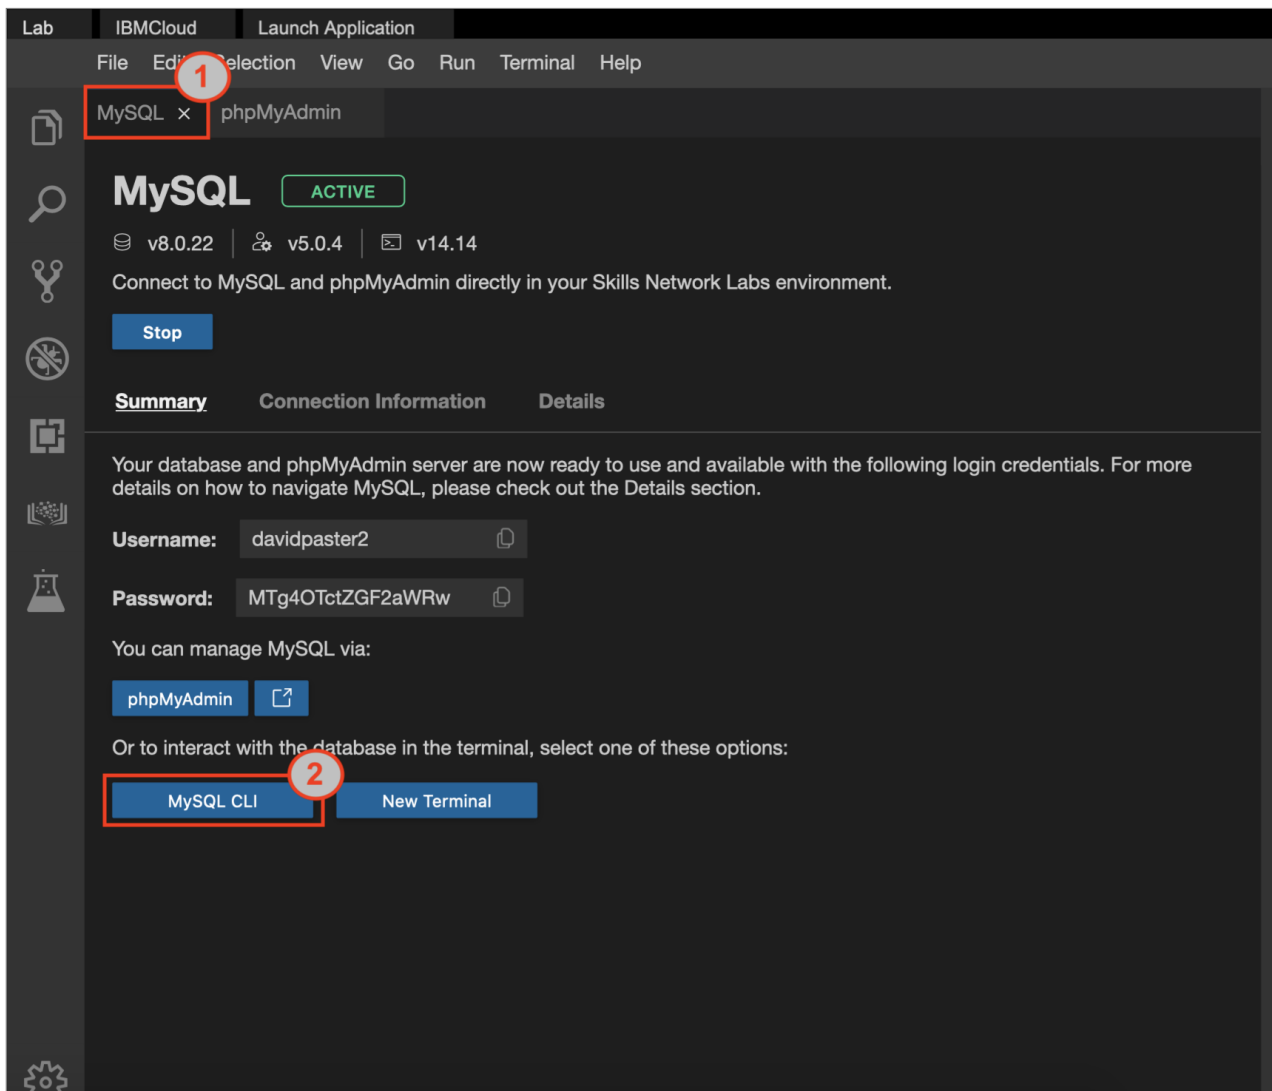 Lab IBMCloud Launch Application
File Edit Selection View Go Run Terminal Help
1
MySQL × phpMyAdmin
MySQL ACTIVE
v8.0.22 v5.0.4 v14.14
Connect to MySQL and phpMyAdmin directly in your Skills Network Labs environment.
Stop
Summary Connection Information Details
Your database and phpMyAdmin server are now ready to use and available with the following login credentials. For more
details on how to navigate MySQL, please check out the Details section.
Username: davidpaster2
Password: MTg4OTctZGF2aWRw
You can manage MySQL via:
phpMyAdmin
Or to interact with the database in the terminal, select one of these options:
2
MySQL CLI New Terminal